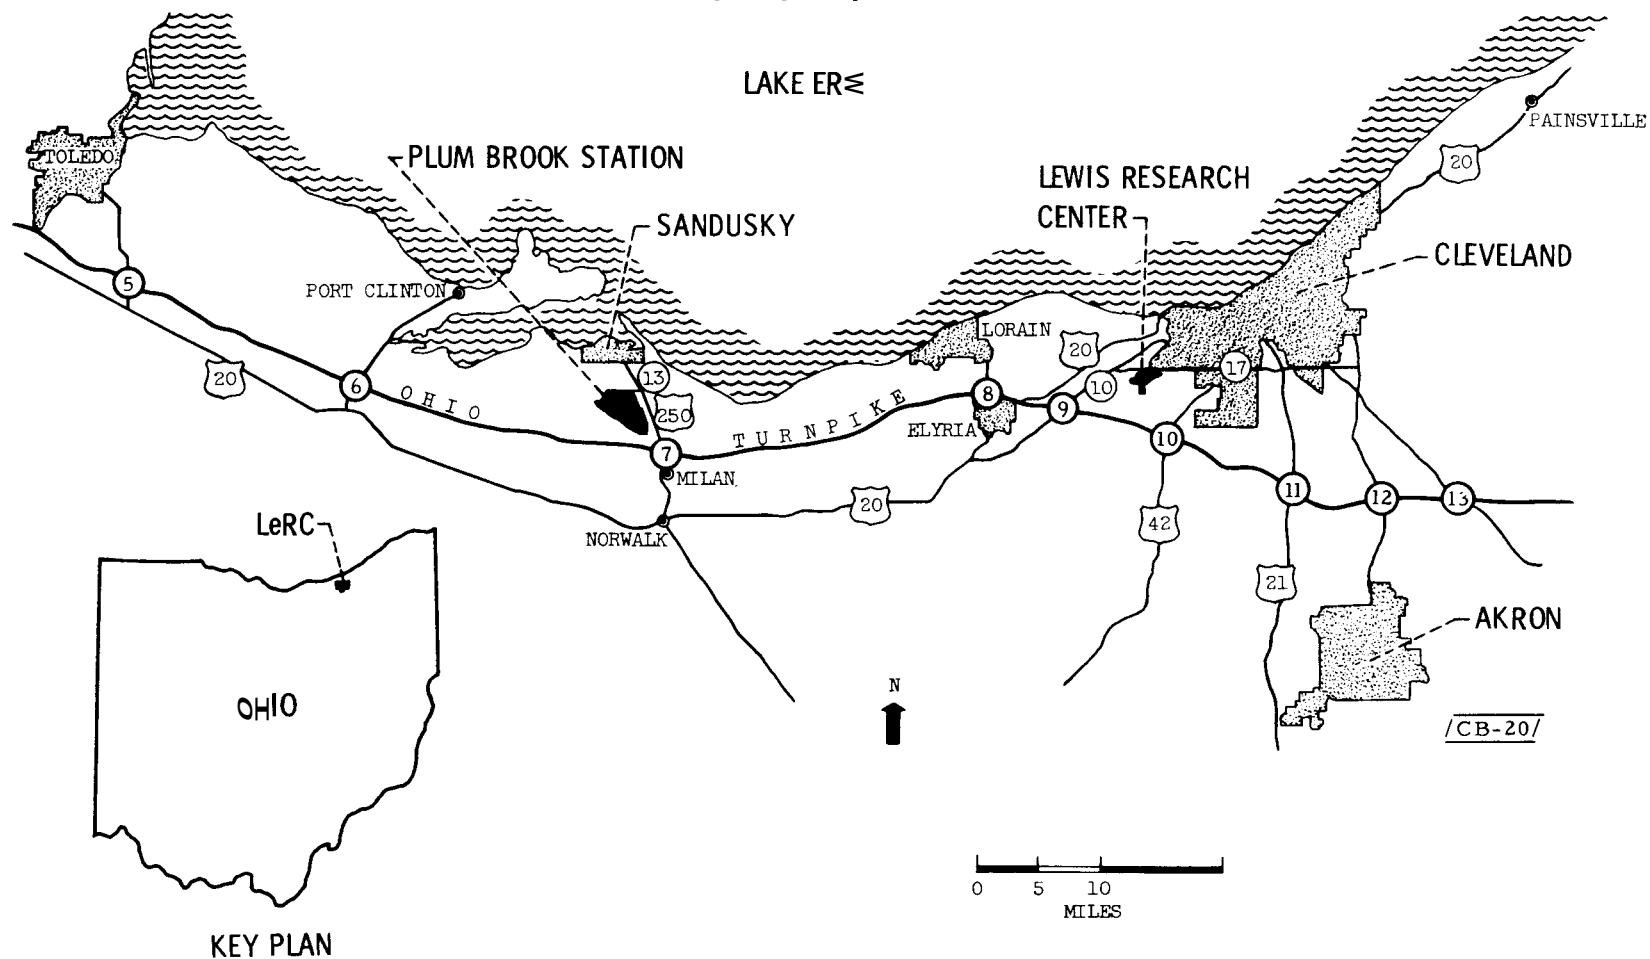 LAKE ERIE
PAINSVILLE
TOLEDO
PLUM BROOK STATION
20
LEWIS RESEARCH
CENTER
SANDUSKY
CLEVELAND
5
PORT CLINTON
LORAIN
20
20
6
13
10
17
OHIO
TURNPIKE
8
9
250
ELYRIA
10
7
MILAN
11
12
13
20
NORWALK
42
LeRC
21
AKRON
OHIO
N
/CB-20/
0 5 10
MILES
KEY PLAN